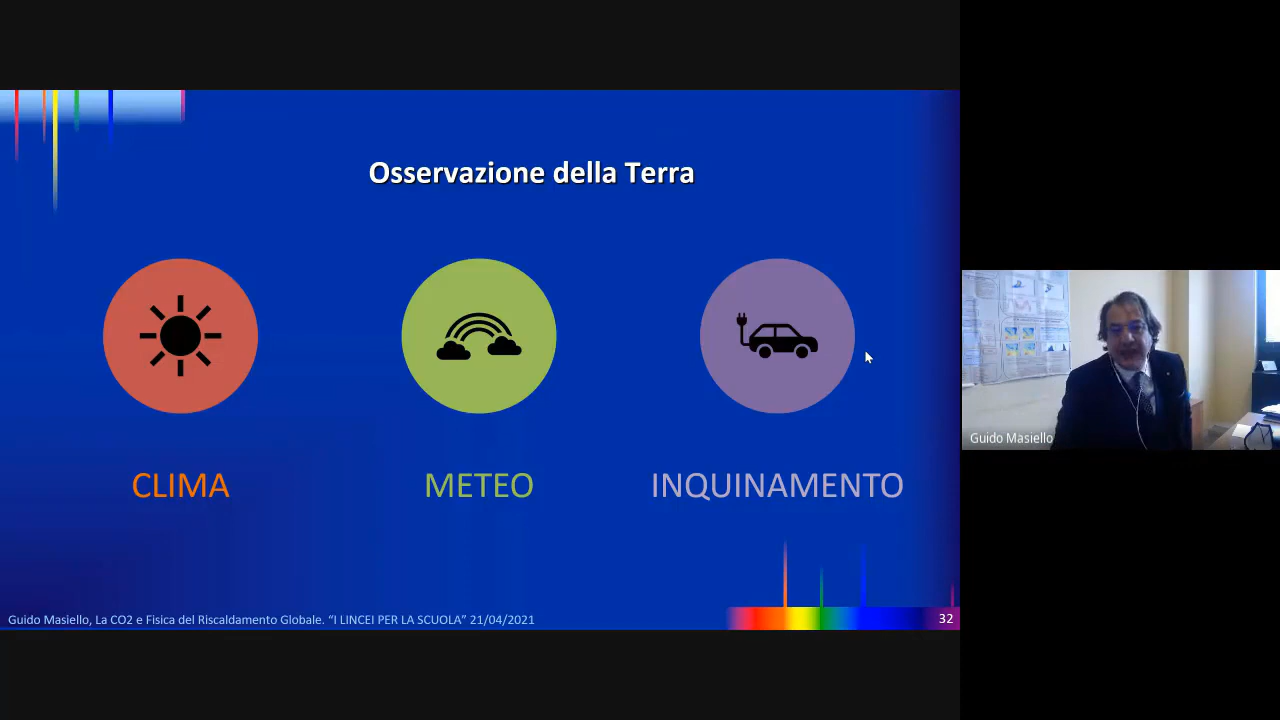 Osservazione della Terra
CLIMA
METEO
INQUINAMENTO
Guido Masiello, La CO2 e Fisica del Riscaldamento Globale. “I LINCEI PER LA SCUOLA” 21/04/2021
32
Guido Masiello